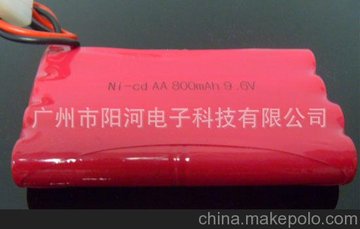 Ni-cd AA 800mAh 9.6V
广州市阳河电子科技有限公司
china.makepolo.com